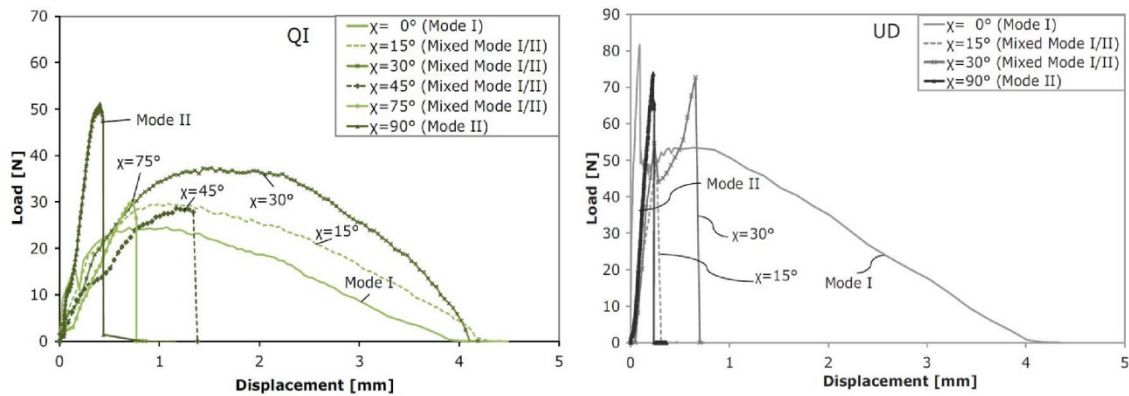 70
60
50
40
30
20
10
0
Load [N]
QI
χ= 0° (Mode I)
χ=15° (Mixed Mode I/II)
χ=30° (Mixed Mode I/II)
χ=45° (Mixed Mode I/II)
χ=75° (Mixed Mode I/II)
χ=90° (Mode II)
Mode II
χ=75°
χ=45°
χ=30°
χ=15°
Mode I
0 1 2 3 4 5
Displacement [mm]
90
80
70
60
50
40
30
20
10
0
Load [N]
UD
χ= 0° (Mode I)
χ=15° (Mixed Mode I/II)
χ=30° (Mixed Mode I/II)
χ=90° (Mode II)
Mode II
χ=30°
χ=15°
Mode I
0 1 2 3 4 5
Displacement [mm]